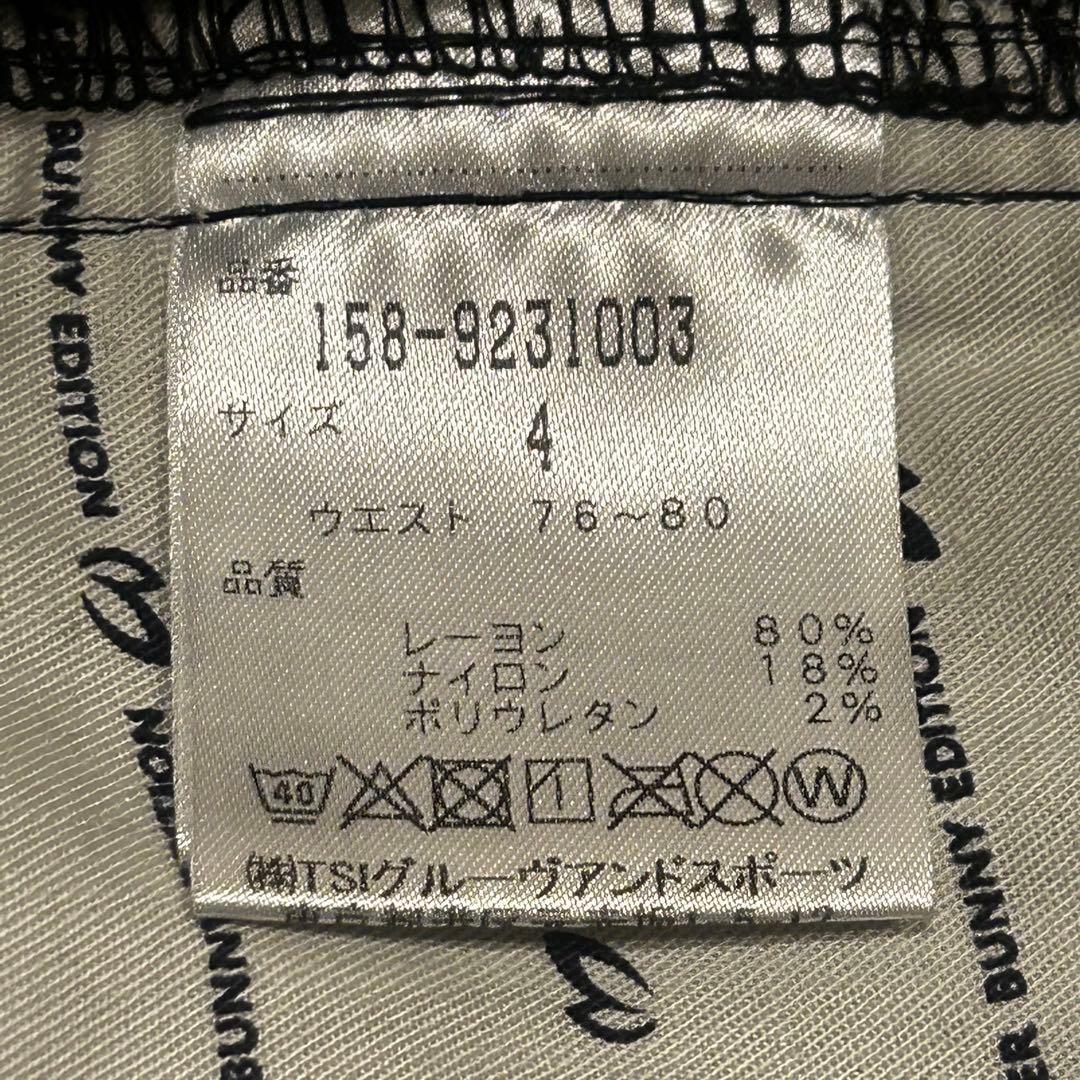 品番
158-9231003
サイズ 4
ウエスト 76~80
品質
レーヨン 80%
ナイロン 18%
ポリウレタン 2%
40
W
㈱TSIグルーヴアンドスポーツ
BUNNY EDITION
BUNNY EDITION
BUNNY